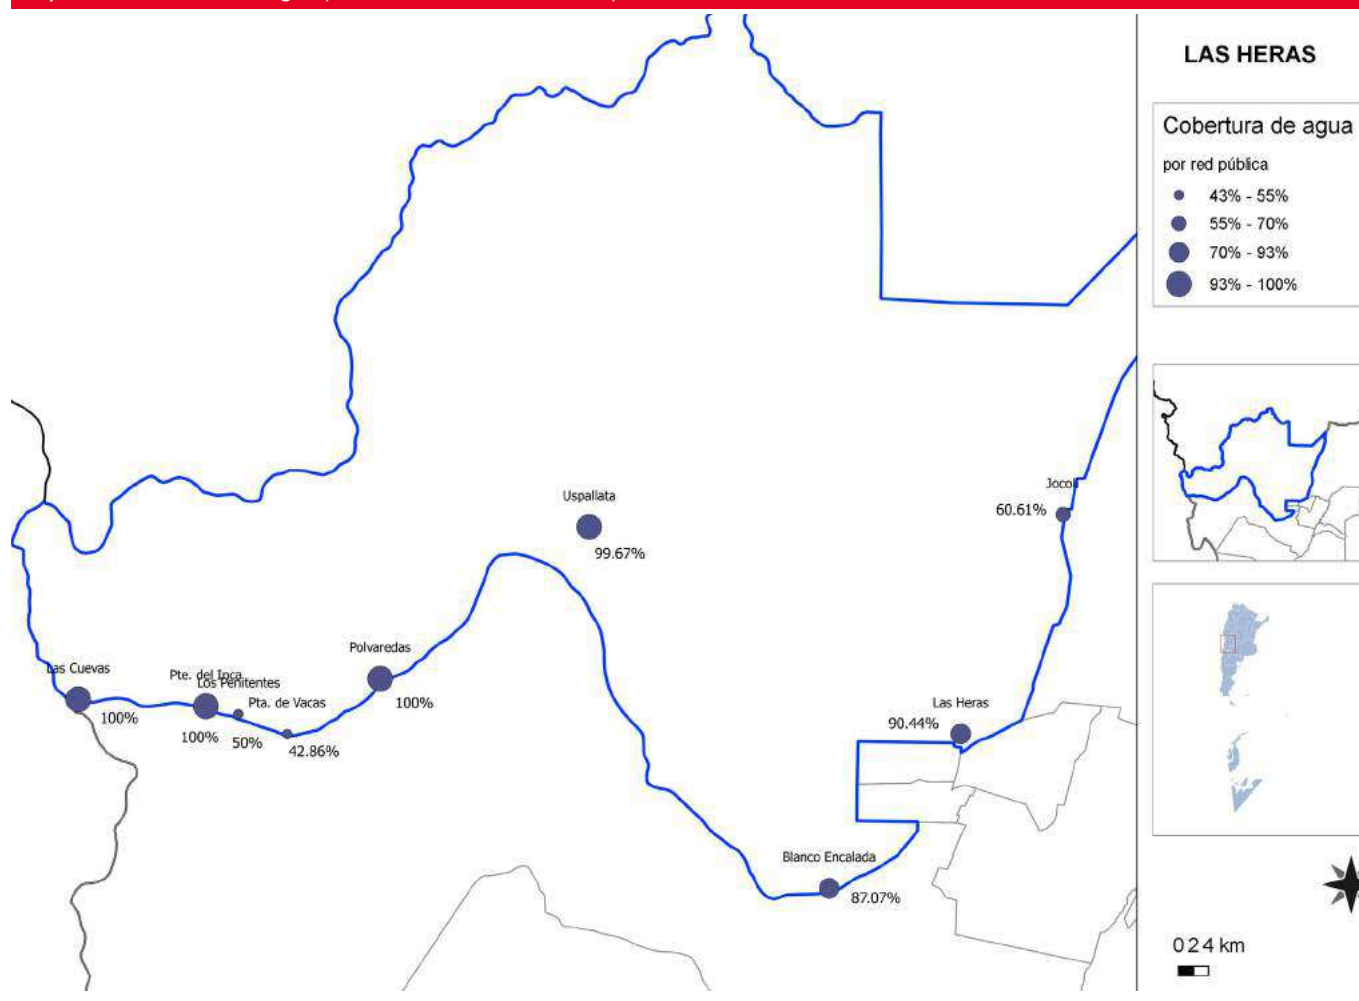 LAS HERAS
Cobertura de agua
por red pública
43% - 55%
55% - 70%
70% - 93%
93% - 100%
Uspallata
99.67%
Jocoli
60.61%
Polvaredas
100%
Las Cuevas
100%
Pte. del Inca
Los Penitentes
Pta. de Vacas
100%
50%
42.86%
Las Heras
90.44%
Blanco Encalada
87.07%
0 2 4 km